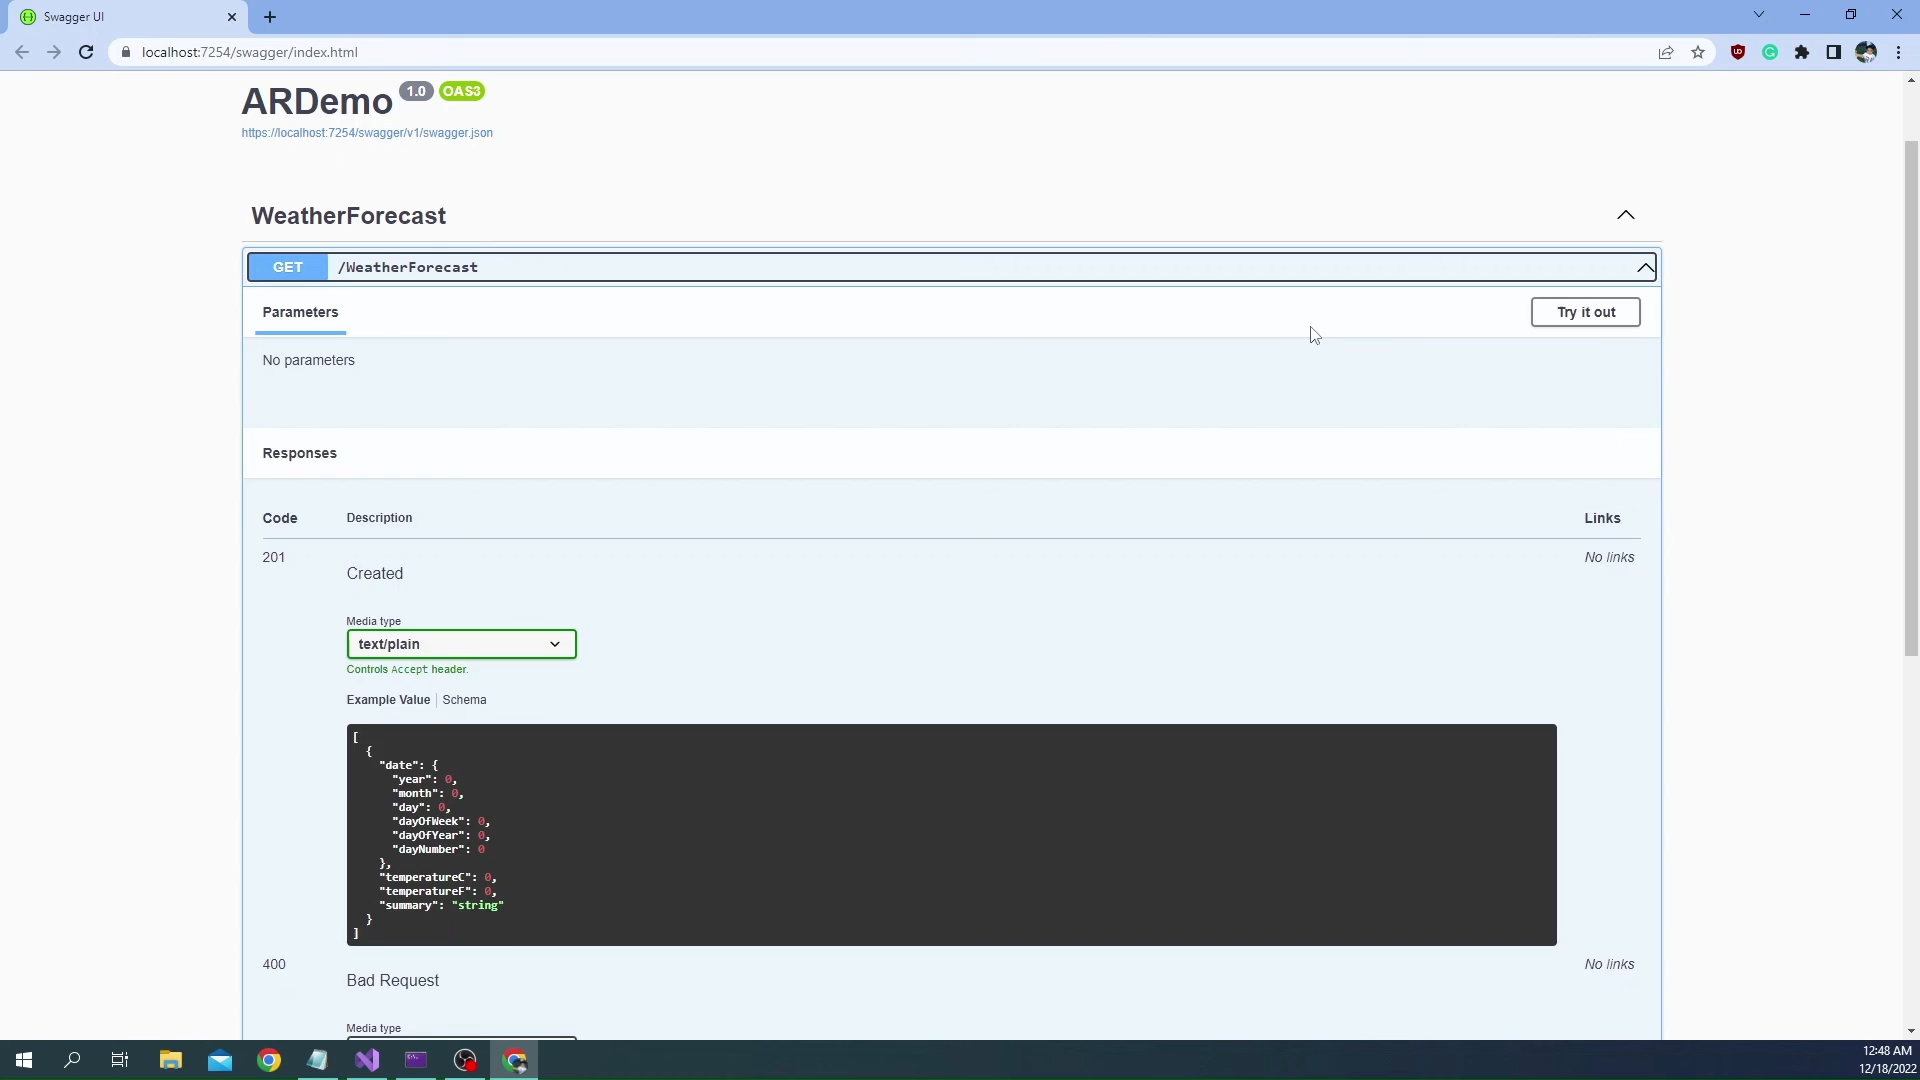 Swagger UI
localhost:7254/swagger/index.html
ARDemo 1.0 OAS3
https://localhost:7254/swagger/v1/swagger.json
WeatherForecast
GET /WeatherForecast
Parameters
Try it out
No parameters
Responses
Code Description Links
201 Created No links
Media type
text/plain
Controls Accept header.
Example Value Schema
[
{
"date": {
"year": 0,
"month": 0,
"day": 0,
"dayOfWeek": 0,
"dayOfYear": 0,
"dayNumber": 0
},
"temperatureC": 0,
"temperatureF": 0,
"summary": "string"
}
]
400 Bad Request No links
Media type
12:48 AM
12/18/2022